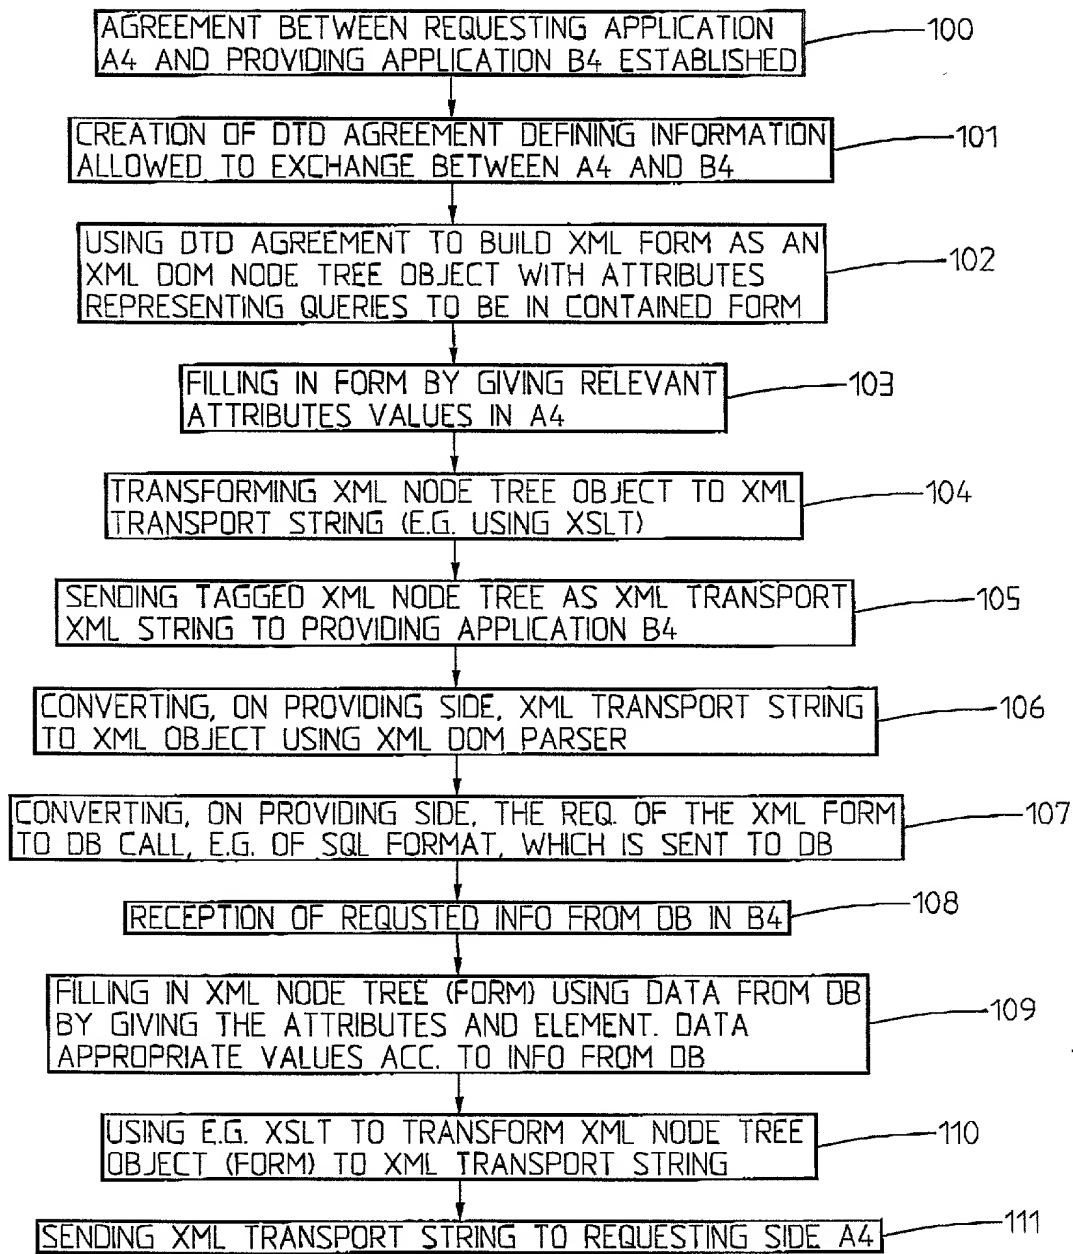 AGREEMENT BETWEEN REQUESTING APPLICATION
A4 AND PROVIDING APPLICATION B4 ESTABLISHED
100
CREATION OF DTD AGREEMENT DEFINING INFORMATION
ALLOWED TO EXCHANGE BETWEEN A4 AND B4
101
USING DTD AGREEMENT TO BUILD XML FORM AS AN
XML DOM NODE TREE OBJECT WITH ATTRIBUTES
REPRESENTING QUERIES TO BE IN CONTAINED FORM
102
FILLING IN FORM BY GIVING RELEVANT
ATTRIBUTES VALUES IN A4
103
TRANSFORMING XML NODE TREE OBJECT TO XML
TRANSPORT STRING (E.G. USING XSLT)
104
SENDING TAGGED XML NODE TREE AS XML TRANSPORT
XML STRING TO PROVIDING APPLICATION B4
105
CONVERTING, ON PROVIDING SIDE, XML TRANSPORT STRING
TO XML OBJECT USING XML DOM PARSER
106
CONVERTING, ON PROVIDING SIDE, THE REQ. OF THE XML FORM
TO DB CALL, E.G. OF SQL FORMAT, WHICH IS SENT TO DB
107
RECEPTION OF REQUSTED INFO FROM DB IN B4
108
FILLING IN XML NODE TREE (FORM) USING DATA FROM DB
BY GIVING THE ATTRIBUTES AND ELEMENT. DATA
APPROPRIATE VALUES ACC. TO INFO FROM DB
109
USING E.G. XSLT TO TRANSFORM XML NODE TREE
OBJECT (FORM) TO XML TRANSPORT STRING
110
SENDING XML TRANSPORT STRING TO REQUESTING SIDE A4
111